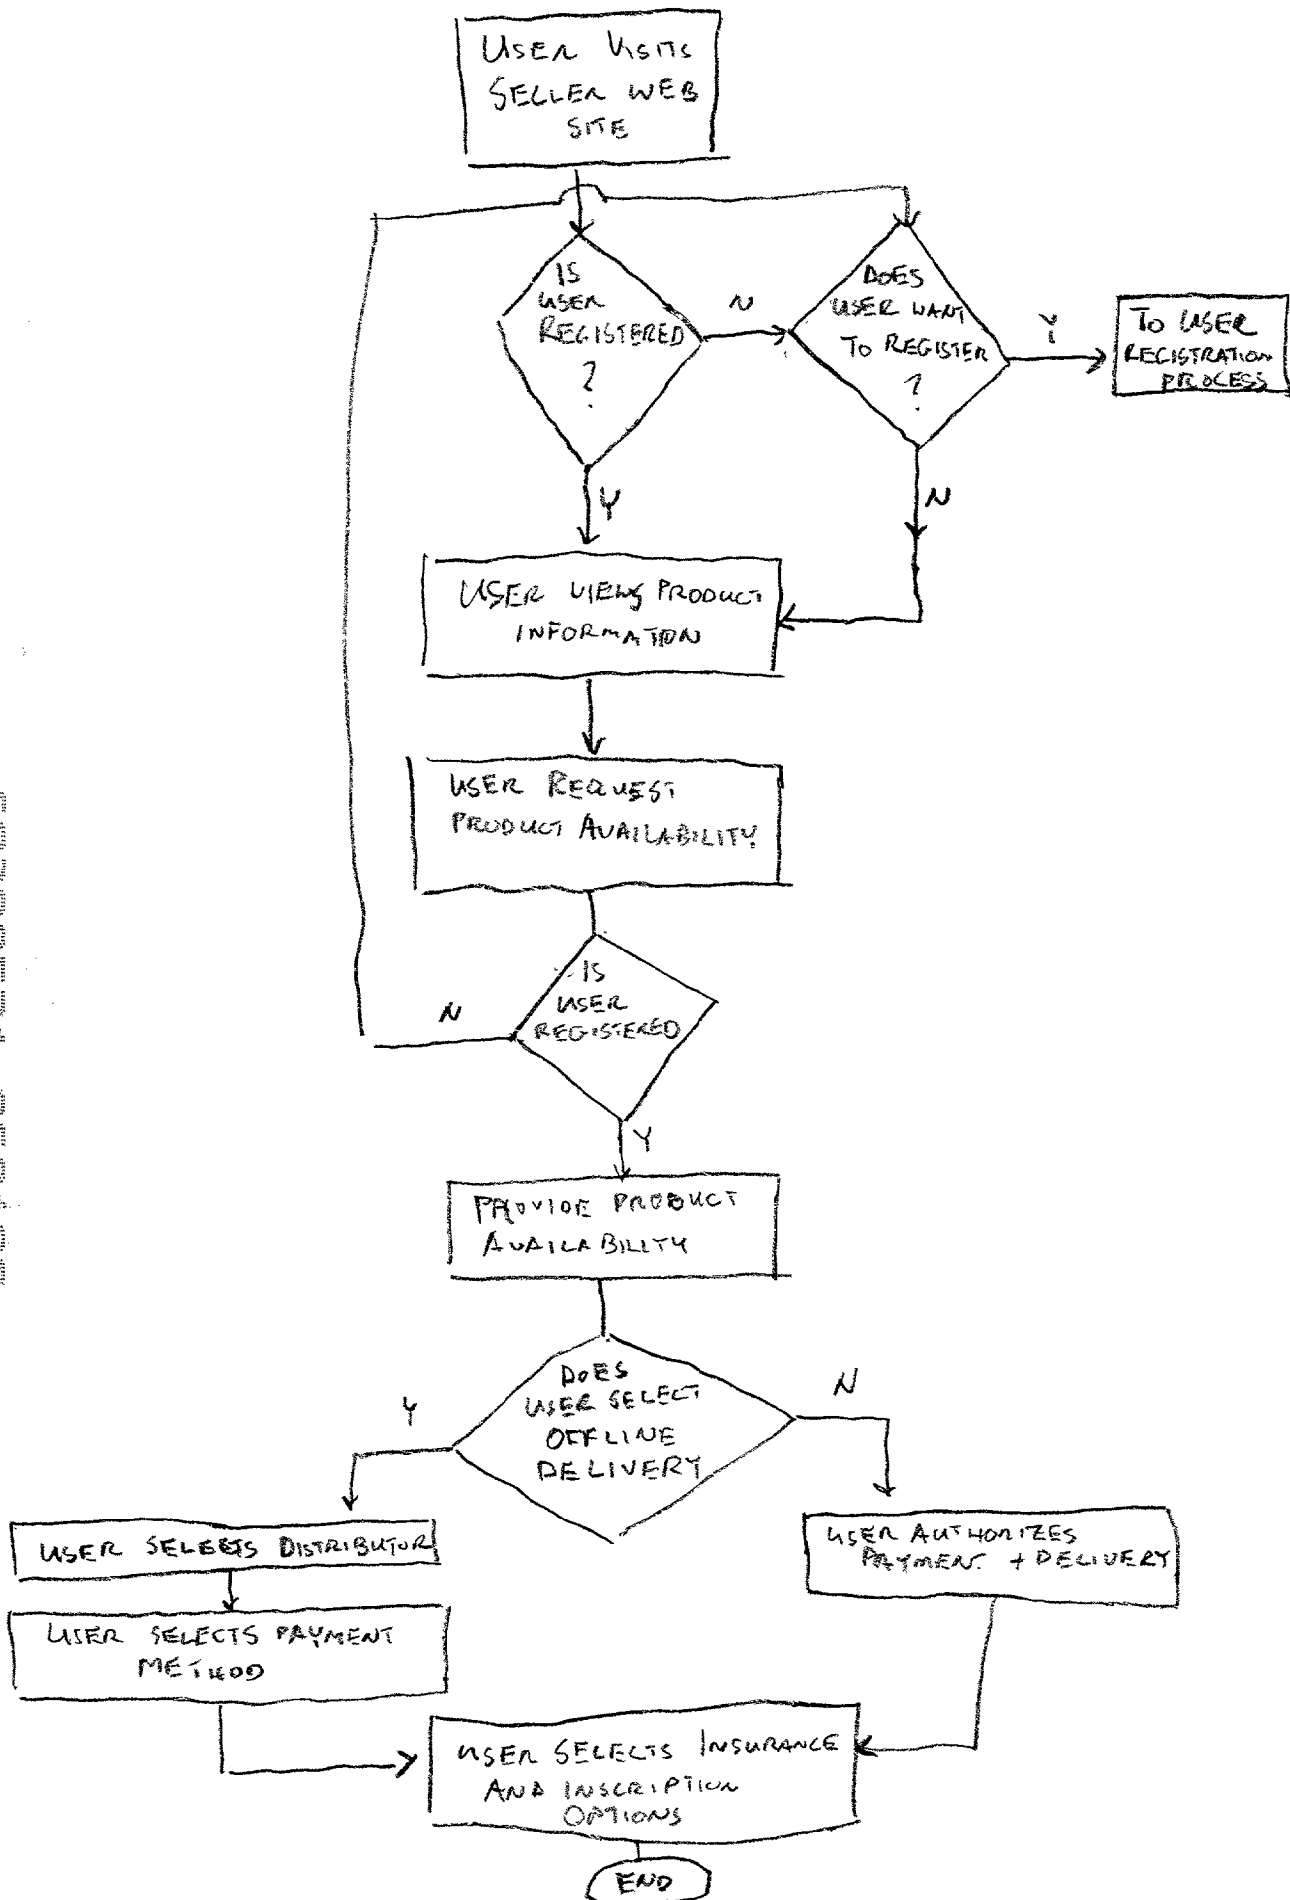 USER VISITS
SELLER WEB
SITE
IS
USER
REGISTERED
?
N
DOES
USER WANT
TO REGISTER
?
Y
TO USER
REGISTRATION
PROCESS
Y
N
USER VIEWS PRODUCT
INFORMATION
USER REQUEST
PRODUCT AVAILABILITY
IS
USER
REGISTERED
N
Y
PROVIDE PRODUCT
AVAILABILITY
DOES
USER SELECT
OFFLINE
DELIVERY
Y
N
USER SELECTS DISTRIBUTOR
USER AUTHORIZES
PAYMENT + DELIVERY
USER SELECTS PAYMENT
METHOD
USER SELECTS INSURANCE
AND INSCRIPTION
OPTIONS
END